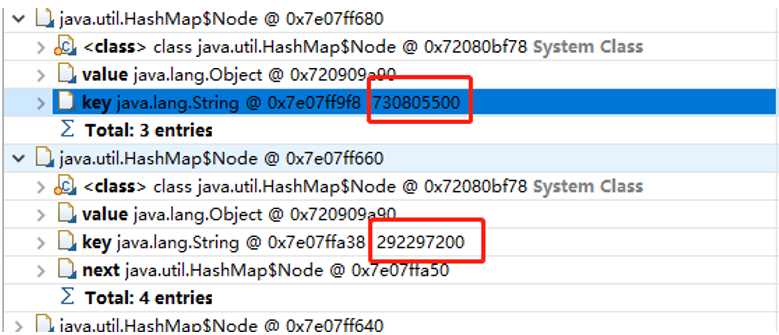 java.util.HashMap$Node @ 0x7e07ff680
<class> class java.util.HashMap$Node @ 0x72080bf78 System Class
value java.lang.Object @ 0x720909a90
key java.lang.String @ 0x7e07ff9f8 730805500
Σ Total: 3 entries
java.util.HashMap$Node @ 0x7e07ff660
<class> class java.util.HashMap$Node @ 0x72080bf78 System Class
value java.lang.Object @ 0x720909a90
key java.lang.String @ 0x7e07ffa38 292297200
next java.util.HashMap$Node @ 0x7e07ffa50
Σ Total: 4 entries
java.util.HashMap$Node @ 0x7e07ff640